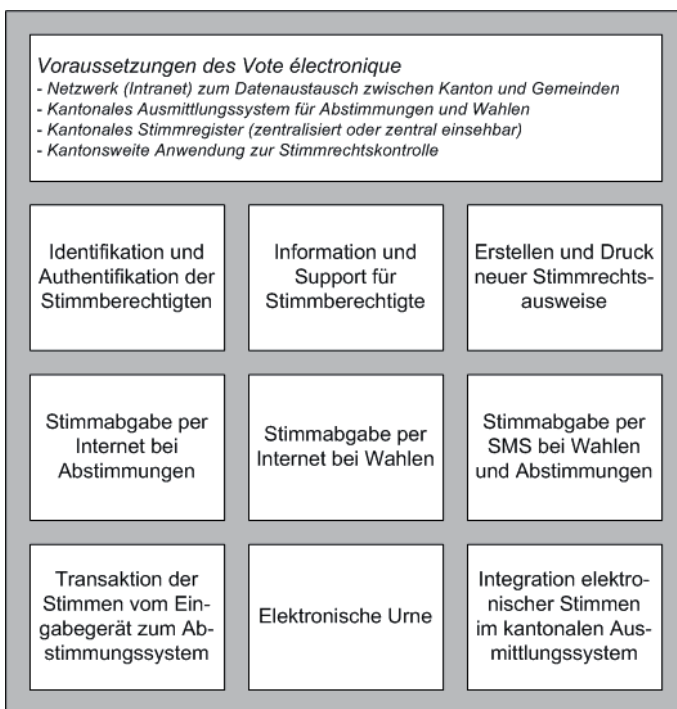 Voraussetzungen des Vote électronique
- Netzwerk (Intranet) zum Datenaustausch zwischen Kanton und Gemeinden
- Kantonales Ausmittlungssystem für Abstimmungen und Wahlen
- Kantonales Stimmregister (zentralisiert oder zentral einsehbar)
- Kantonsweite Anwendung zur Stimmrechtskontrolle
Identifikation und
Authentifikation der
Stimmberechtigten
Information und
Support für
Stimmberechtigte
Erstellen und Druck
neuer Stimmrechts-
ausweise
Stimmabgabe per
Internet bei
Abstimmungen
Stimmabgabe per
Internet bei Wahlen
Stimmabgabe per
SMS bei Wahlen
und Abstimmungen
Transaktion der
Stimmen vom Ein-
gabegerät zum Ab-
stimmungssystem
Elektronische Urne
Integration elektro-
nischer Stimmen
im kantonalen Aus-
mittlungssystem